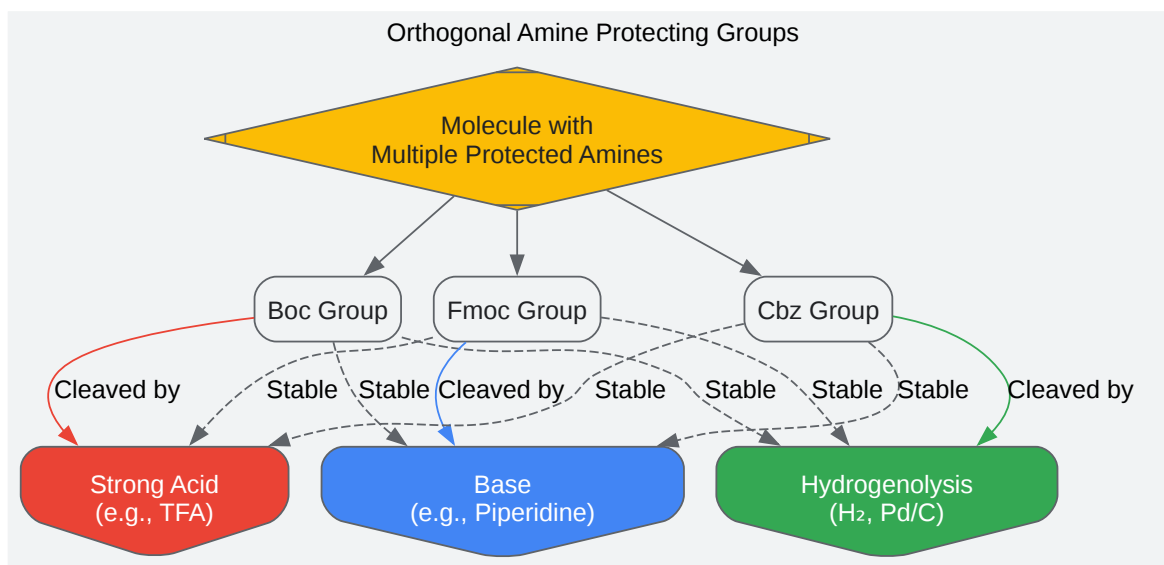 Orthogonal Amine Protecting Groups
Molecule with
Multiple Protected Amines
Boc Group
Fmoc Group
Cbz Group
Cleaved by
Stable
Stable
Cleaved by
Stable
Stable
Stable
Stable
Cleaved by
Strong Acid
(e.g., TFA)
Base
(e.g., Piperidine)
Hydrogenolysis
(H₂, Pd/C)